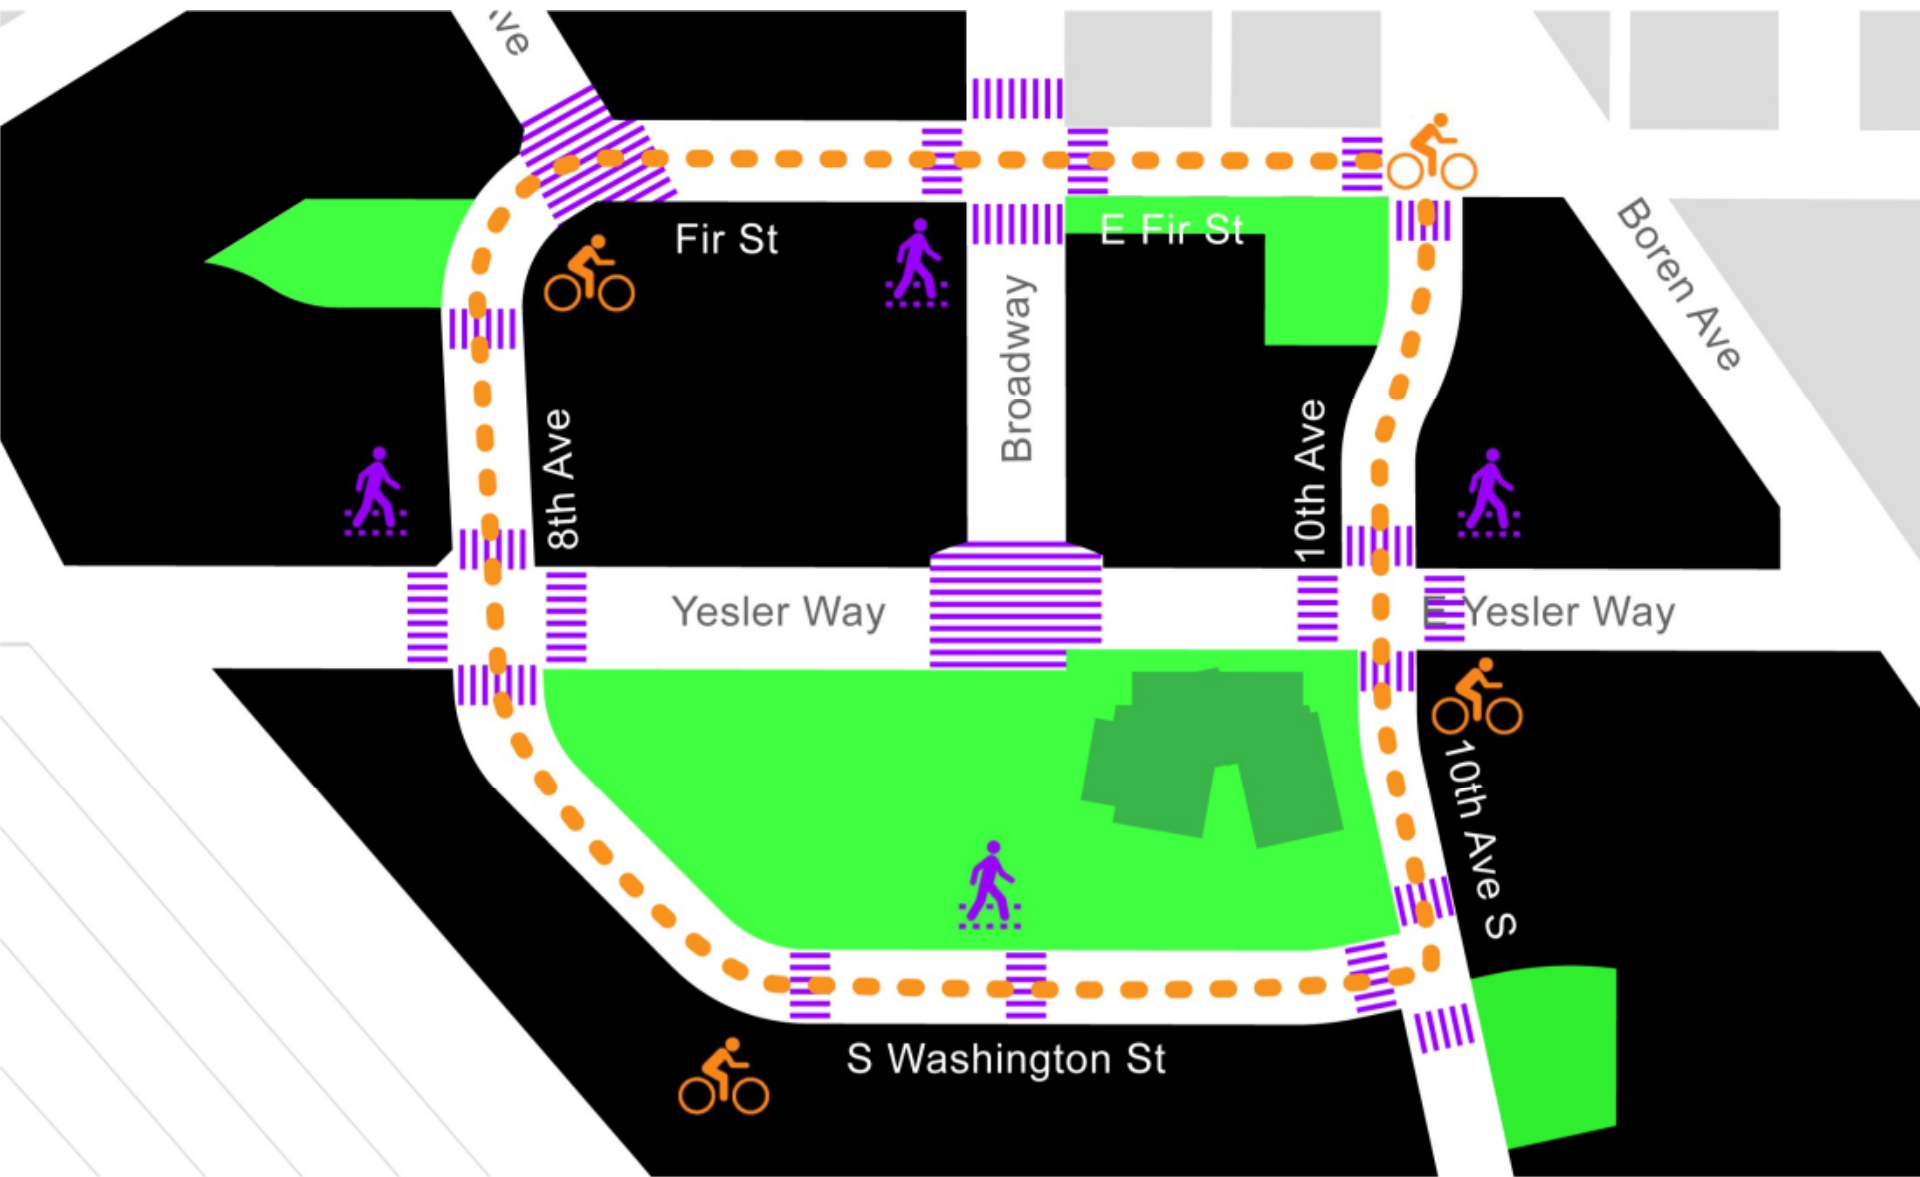 ve
Fir St
E Fir St
Boren Ave
Broadway
8th Ave
10th Ave
Yesler Way
E Yesler Way
10th Ave S
S Washington St